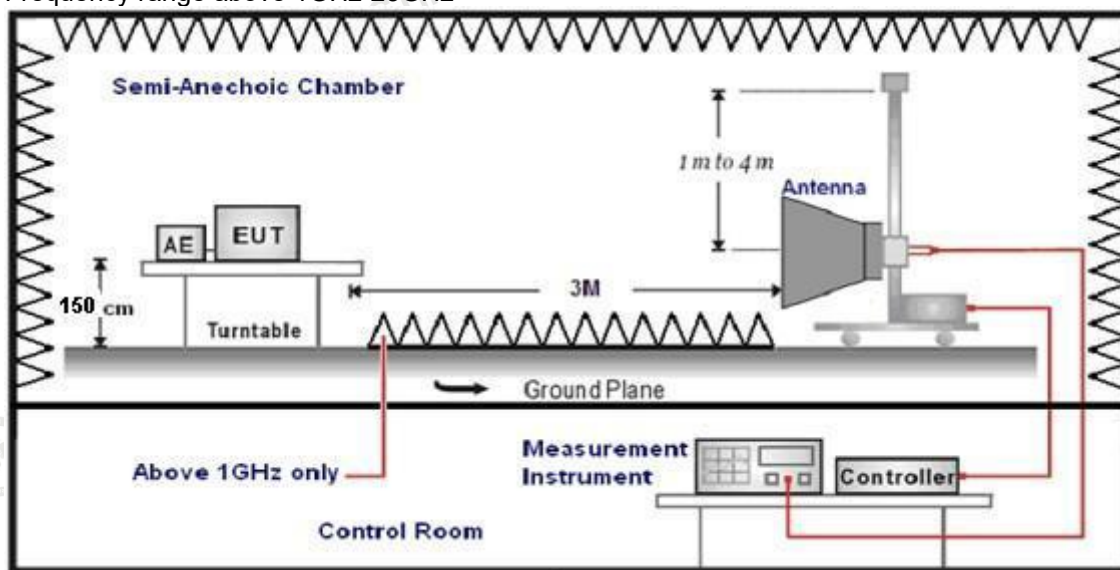 Frequency range above 1GHz-25GHz
Semi-Anechoic Chamber
1 m to 4 m
Antenna
AE
EUT
150 cm
3M
Turntable
Ground Plane
Above 1GHz only
Measurement
Instrument
Controller
Control Room